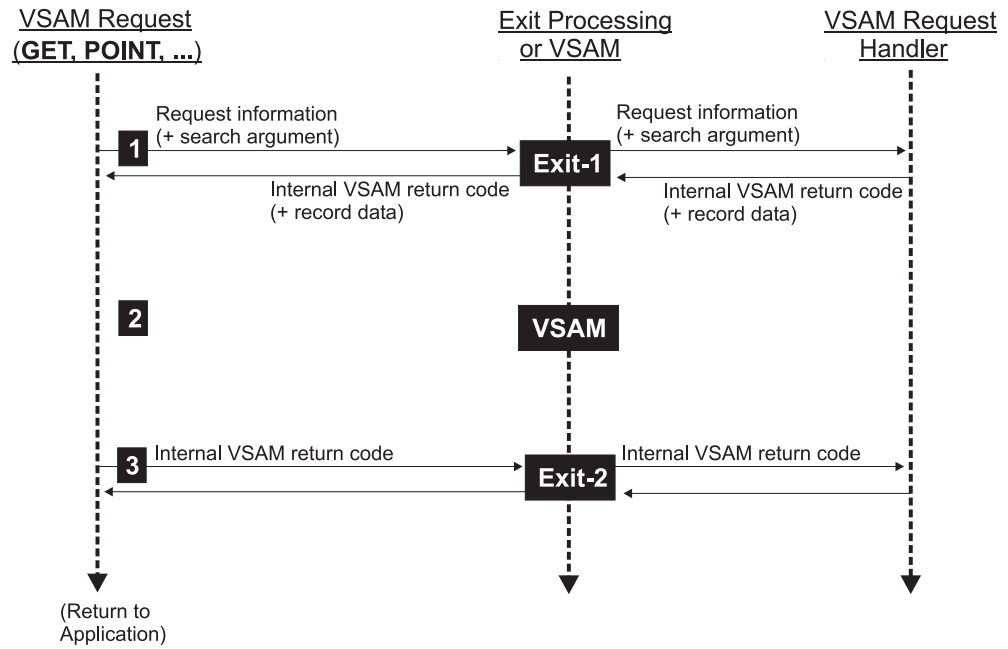 VSAM Request
(GET, POINT, ...)
Exit Processing
or VSAM
VSAM Request
Handler
1
Request information
(+ search argument)
Exit-1
Request information
(+ search argument)
Internal VSAM return code
(+ record data)
Internal VSAM return code
(+ record data)
2
VSAM
3
Internal VSAM return code
Exit-2
Internal VSAM return code
(Return to
Application)